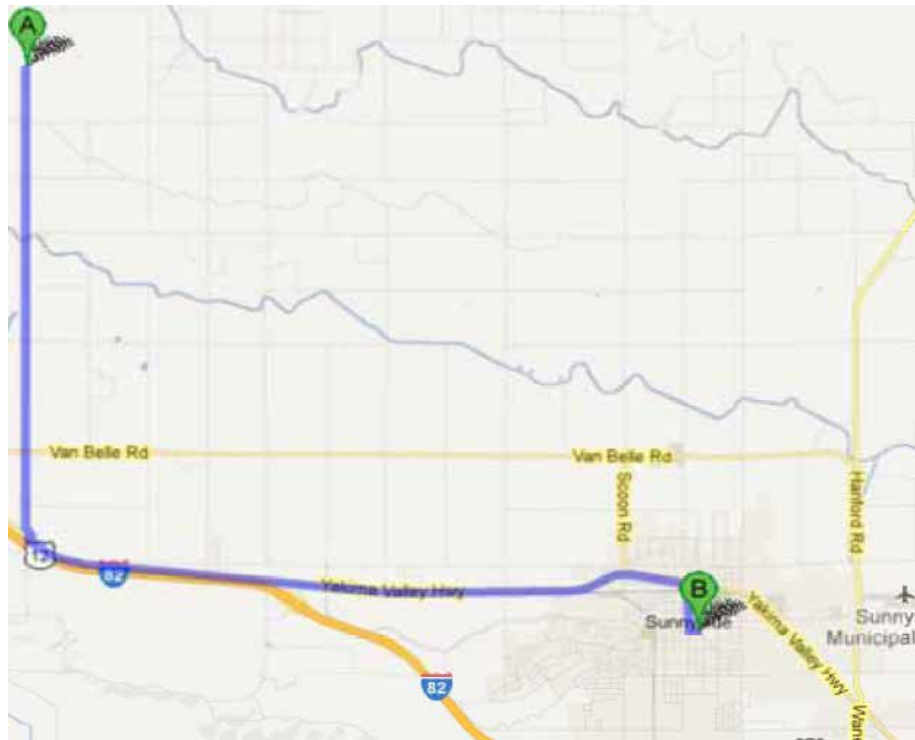 A
Van Belle Rd
Van Belle Rd
Scoon Rd
Hanford Rd
12
82
Yakima Valley Hwy
B
Yakima Valley Hwy
Sunny
Municipal
82